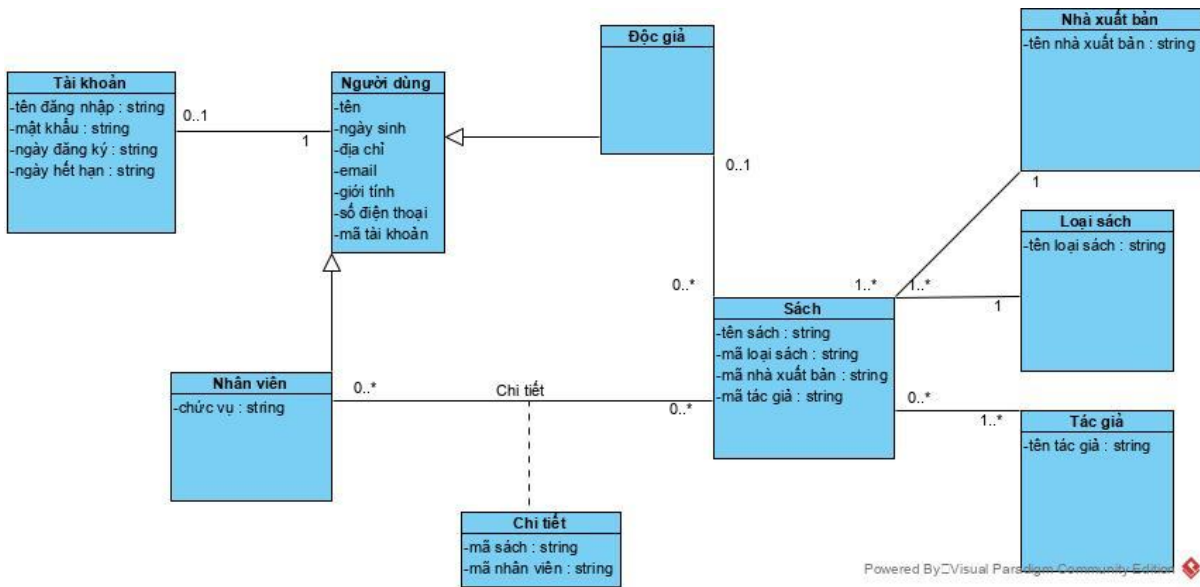 Tài khoản
-tên đăng nhập : string
-mật khẩu : string
-ngày đăng ký : string
-ngày hết hạn : string
0..1
1
Người dùng
-tên
-ngày sinh
-địa chỉ
-email
-giới tính
-số điện thoại
-mã tài khoản
Độc giả
0..1
0..*
Nhà xuất bản
-tên nhà xuất bản : string
1
1..*
1..*
Loại sách
-tên loại sách : string
1
Sách
-tên sách : string
-mã loại sách : string
-mã nhà xuất bản : string
-mã tác giả : string
0..*
1..*
Tác giả
-tên tác giả : string
Nhân viên
-chức vụ : string
0..*
Chi tiết
0..*
Chi tiết
-mã sách : string
-mã nhân viên : string
Powered By Visual Paradigm Community Edition